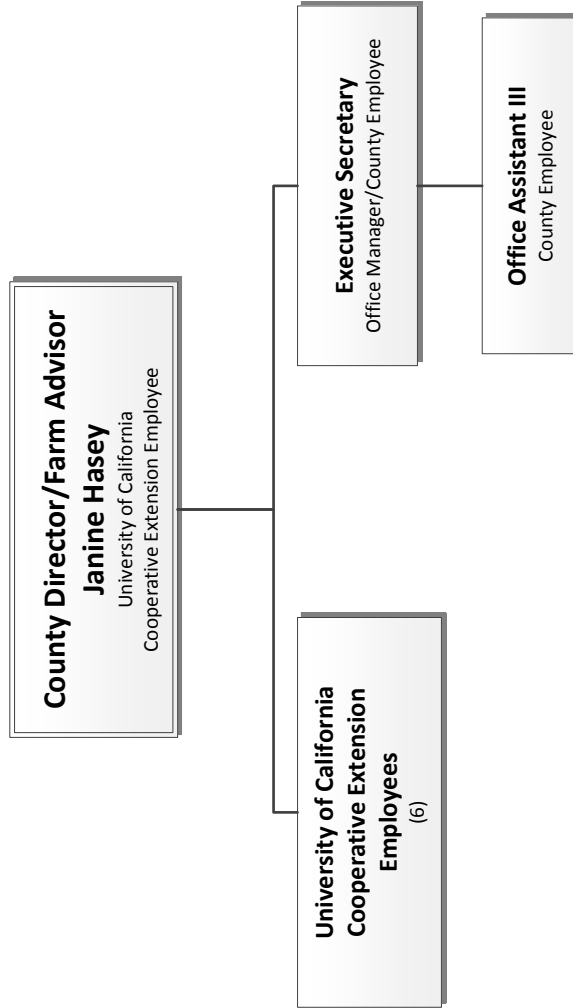 County Director/Farm Advisor
Janine Hasey
University of California
Cooperative Extension Employee
University of California
Cooperative Extension
Employees
(6)
Executive Secretary
Office Manager/County Employee
Office Assistant III
County Employee